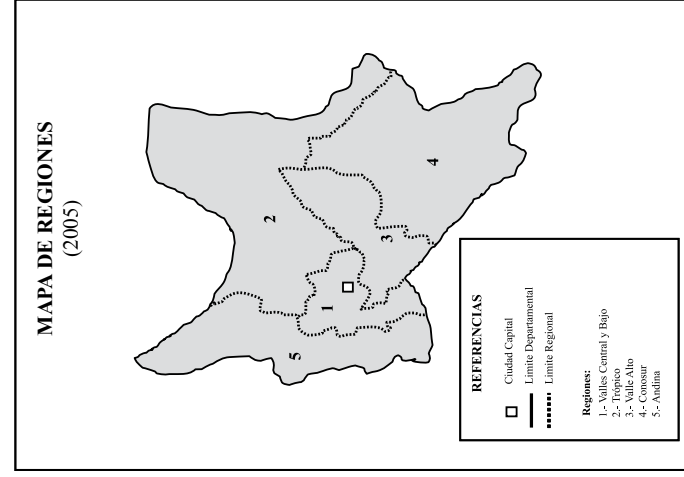 MAPA DE REGIONES
(2005)
2
4
3
1
5
REFERENCIAS
Ciudad Capital
Limite Departamental
Limite Regional
Regiones:
1.- Valles Central y Bajo
2.- Trópico
3.- Valle Alto
4.- Conosur
5.- Andina